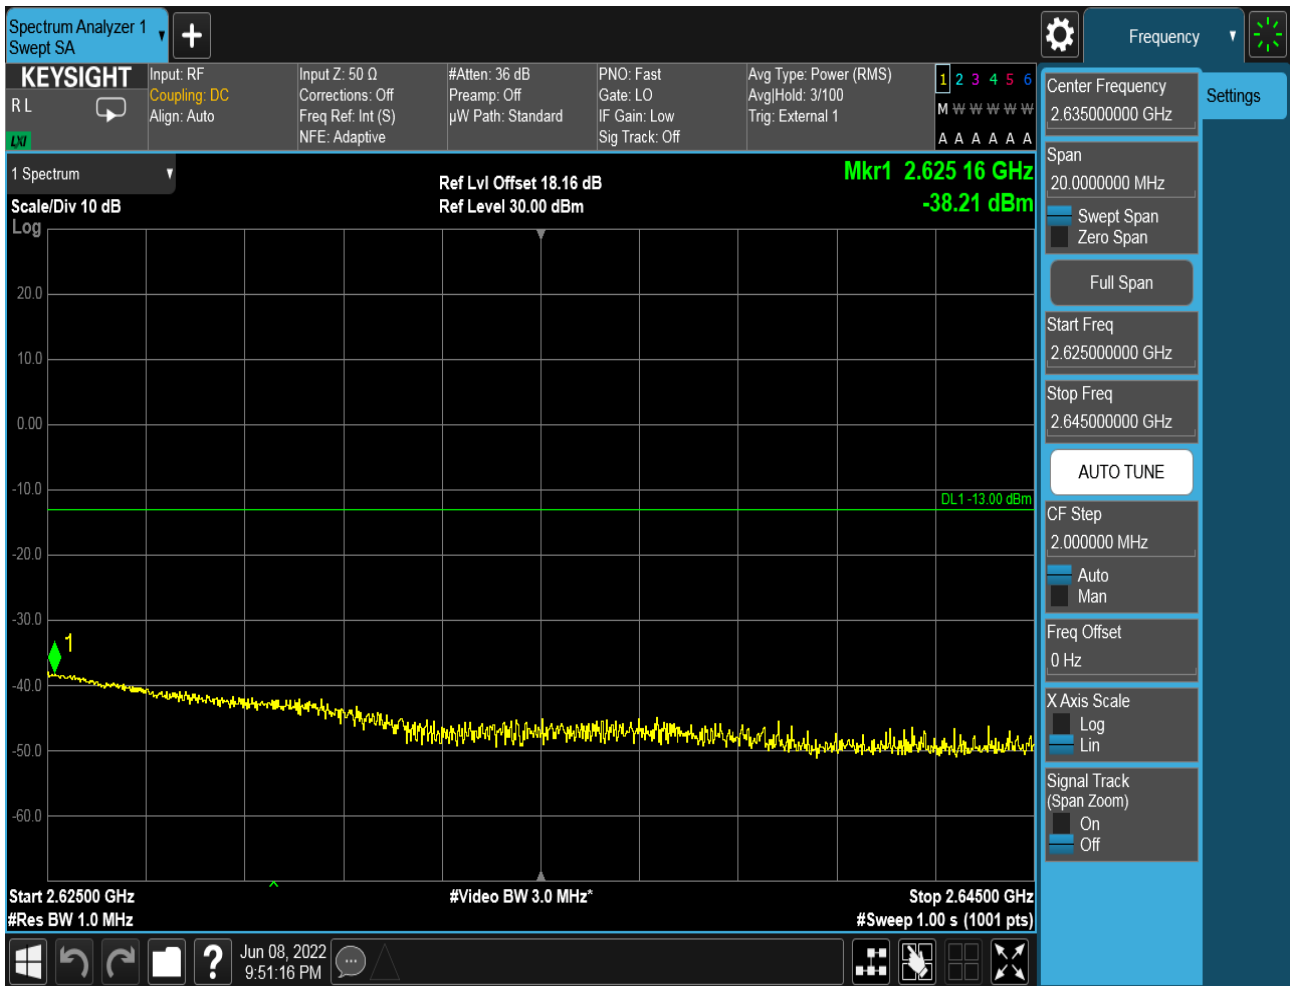 Spectrum Analyzer 1
Swept SA
Frequency
KEYSIGHT
R L
LXI
Input: RF
Coupling: DC
Align: Auto
Input Z: 50 Ω
Corrections: Off
Freq Ref: Int (S)
NFE: Adaptive
#Atten: 36 dB
Preamp: Off
µW Path: Standard
PNO: Fast
Gate: LO
IF Gain: Low
Sig Track: Off
Avg Type: Power (RMS)
Avg|Hold: 3/100
Trig: External 1
1 2 3 4 5 6
M W W W W W
A A A A A A
1 Spectrum
Scale/Div 10 dB
Log
Ref Lvl Offset 18.16 dB
Ref Level 30.00 dBm
Mkr1 2.625 16 GHz
-38.21 dBm
20.0
10.0
0.00
-10.0
DL1 -13.00 dBm
-20.0
-30.0
1
-40.0
-50.0
-60.0
Start 2.62500 GHz
#Res BW 1.0 MHz
#Video BW 3.0 MHz*
Stop 2.64500 GHz
#Sweep 1.00 s (1001 pts)
Center Frequency
2.635000000 GHz
Settings
Span
20.0000000 MHz
Swept Span
Zero Span
Full Span
Start Freq
2.625000000 GHz
Stop Freq
2.645000000 GHz
AUTO TUNE
CF Step
2.000000 MHz
Auto
Man
Freq Offset
0 Hz
X Axis Scale
Log
Lin
Signal Track
(Span Zoom)
On
Off
?
Jun 08, 2022
9:51:16 PM